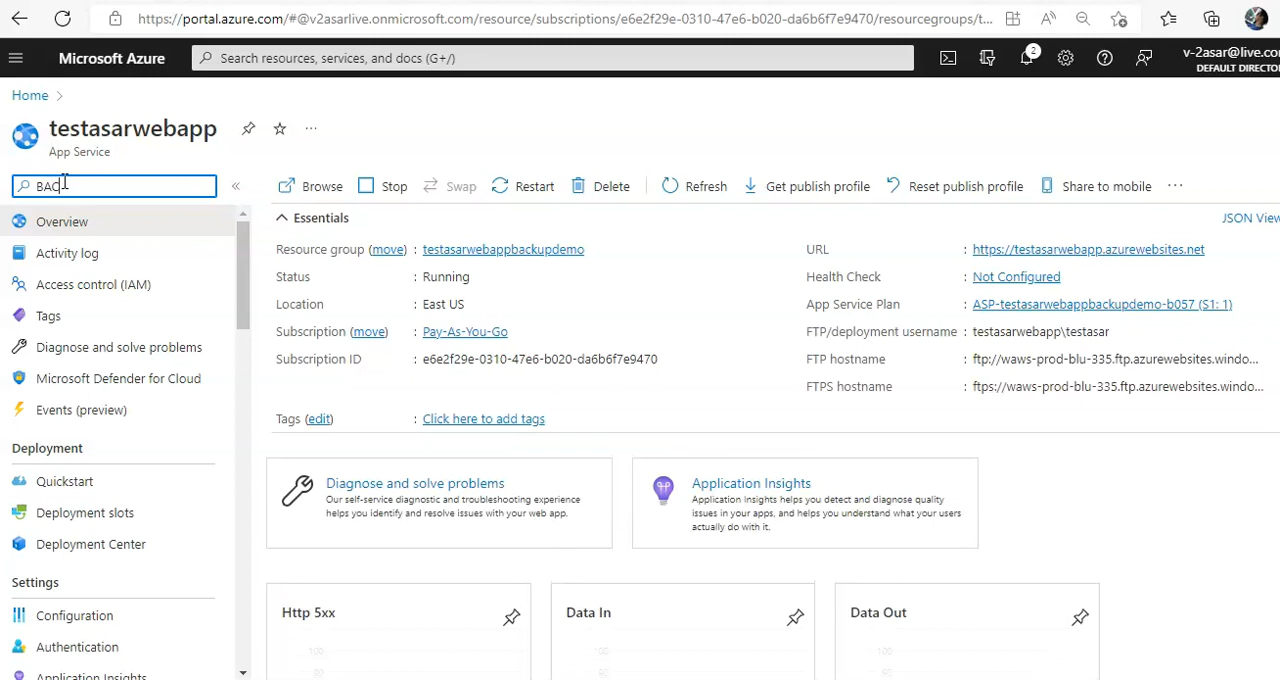 https://portal.azure.com/#@v2asarlive.onmicrosoft.com/resource/subscriptions/e6e2f29e-0310-47e6-b020-da6b6f7e9470/resourcegroups/t...
Microsoft Azure
Search resources, services, and docs (G+/)
2
v-2asar@live.co
DEFAULT DIRECTO
Home
testasarwebapp
App Service
BAC
Browse Stop Swap Restart Delete Refresh Get publish profile Reset publish profile Share to mobile
Overview
Activity log
Access control (IAM)
Tags
Diagnose and solve problems
Microsoft Defender for Cloud
Events (preview)
Deployment
Quickstart
Deployment slots
Deployment Center
Settings
Configuration
Authentication
Application Insights
Essentials
JSON View
Resource group (move) : testasarwebappbackupdemo
Status : Running
Location : East US
Subscription (move) : Pay-As-You-Go
Subscription ID : e6e2f29e-0310-47e6-b020-da6b6f7e9470
Tags (edit) : Click here to add tags
URL : https://testasarwebapp.azurewebsites.net
Health Check : Not Configured
App Service Plan : ASP-testasarwebappbackupdemo-b057 (S1: 1)
FTP/deployment username : testasarwebapp\testasar
FTP hostname : ftp://waws-prod-blu-335.ftp.azurewebsites.windo...
FTPS hostname : ftps://waws-prod-blu-335.ftp.azurewebsites.windo...
Diagnose and solve problems
Our self-service diagnostic and troubleshooting experience
helps you identify and resolve issues with your web app.
Application Insights
Application Insights helps you detect and diagnose quality
issues in your apps, and helps you understand what your users
actually do with it.
Http 5xx
100
90
Data In
100
90
Data Out
100
90